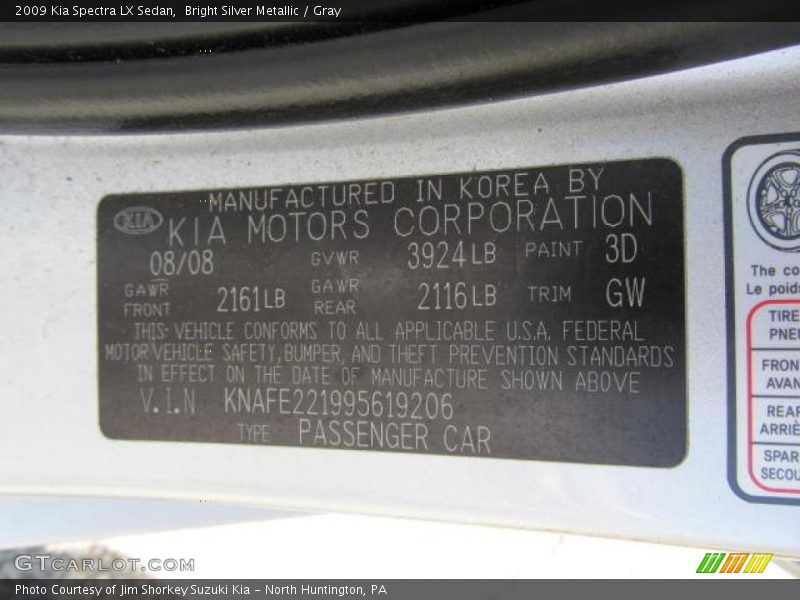 2009 Kia Spectra LX Sedan, Bright Silver Metallic / Gray
MANUFACTURED IN KOREA BY
KIA KIA MOTORS CORPORATION
08/08 GVWR 3924LB PAINT 3D
GAWR FRONT 2161LB GAWR REAR 2116LB TRIM GW
THIS VEHICLE CONFORMS TO ALL APPLICABLE U.S.A. FEDERAL
MOTOR VEHICLE SAFETY, BUMPER, AND THEFT PREVENTION STANDARDS
IN EFFECT ON THE DATE OF MANUFACTURE SHOWN ABOVE
V.I.N KNAFE221995619206
TYPE PASSENGER CAR
The co
Le poids
TIRE
PNEU
FRON
AVAN
REAR
ARRIÈ
SPAR
SECOU
GTCARLOT.COM
Photo Courtesy of Jim Shorkey Suzuki Kia - North Huntington, PA